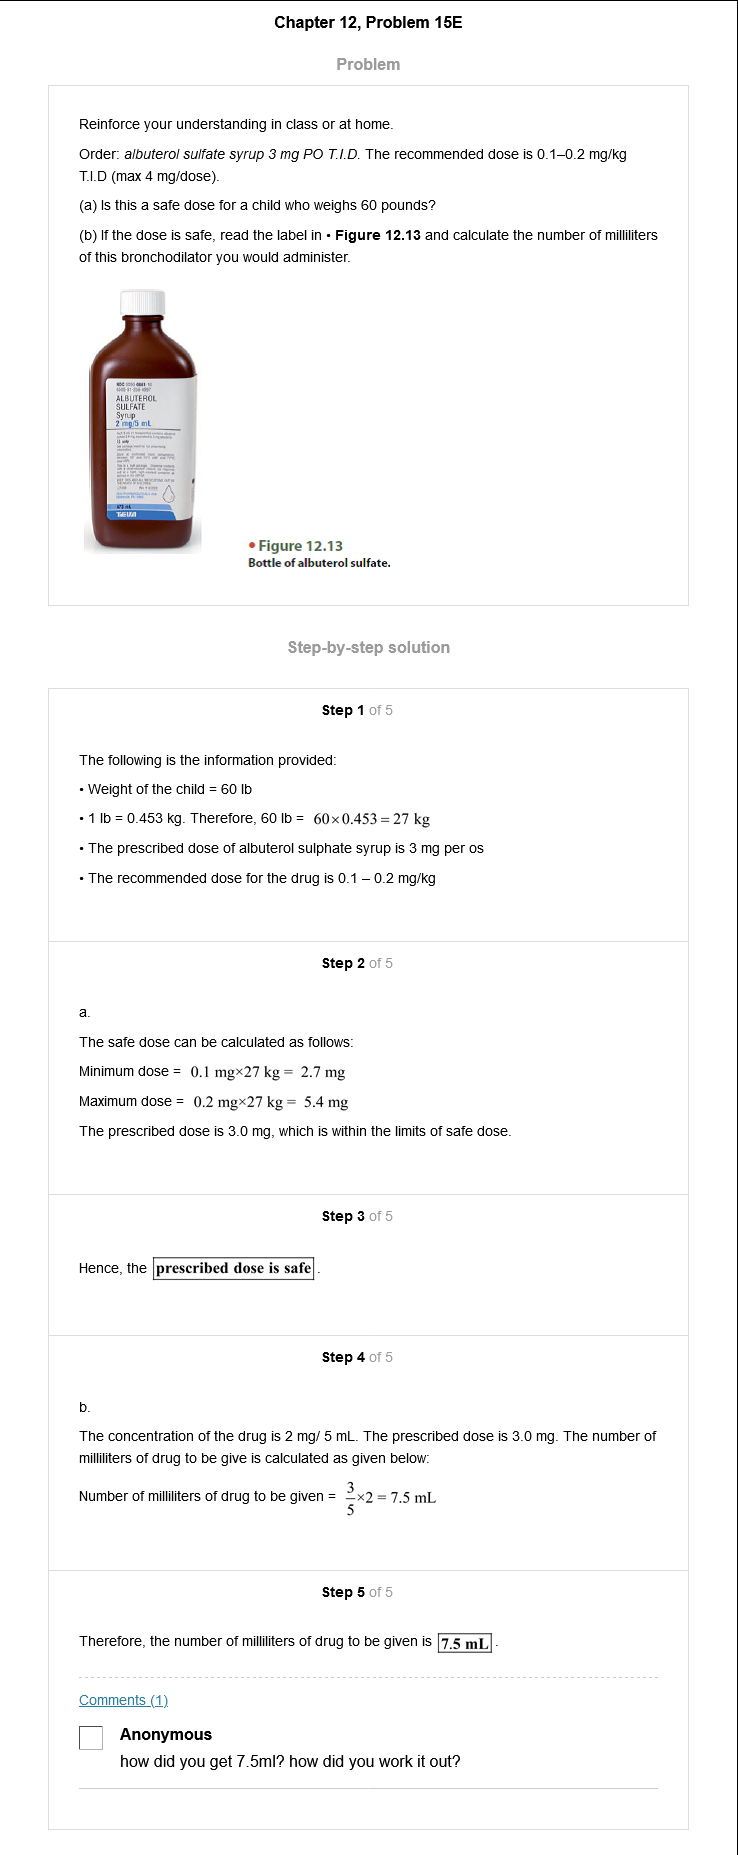 Chapter 12, Problem 15E
Problem
Reinforce your understanding in class or at home.
Order: albuterol sulfate syrup 3 mg PO T.I.D. The recommended dose is 0.1–0.2 mg/kg
T.I.D (max 4 mg/dose).
(a) Is this a safe dose for a child who weighs 60 pounds?
(b) If the dose is safe, read the label in • Figure 12.13 and calculate the number of milliliters
of this bronchodilator you would administer.
ALBUTEROL
SULFATE
Syrup
2 mg/5 mL
473 mL
TEVA
• Figure 12.13
Bottle of albuterol sulfate.
Step-by-step solution
Step 1 of 5
The following is the information provided:
• Weight of the child = 60 lb
• 1 lb = 0.453 kg. Therefore, 60 lb = 60×0.453 = 27 kg
• The prescribed dose of albuterol sulphate syrup is 3 mg per os
• The recommended dose for the drug is 0.1 – 0.2 mg/kg
Step 2 of 5
a.
The safe dose can be calculated as follows:
Minimum dose = 0.1 mg×27 kg = 2.7 mg
Maximum dose = 0.2 mg×27 kg = 5.4 mg
The prescribed dose is 3.0 mg, which is within the limits of safe dose.
Step 3 of 5
Hence, the prescribed dose is safe.
Step 4 of 5
b.
The concentration of the drug is 2 mg/ 5 mL. The prescribed dose is 3.0 mg. The number of
milliliters of drug to be give is calculated as given below:
Number of milliliters of drug to be given = 3/5 ×2 = 7.5 mL
Step 5 of 5
Therefore, the number of milliliters of drug to be given is 7.5 mL.
Comments (1)
Anonymous
how did you get 7.5ml? how did you work it out?